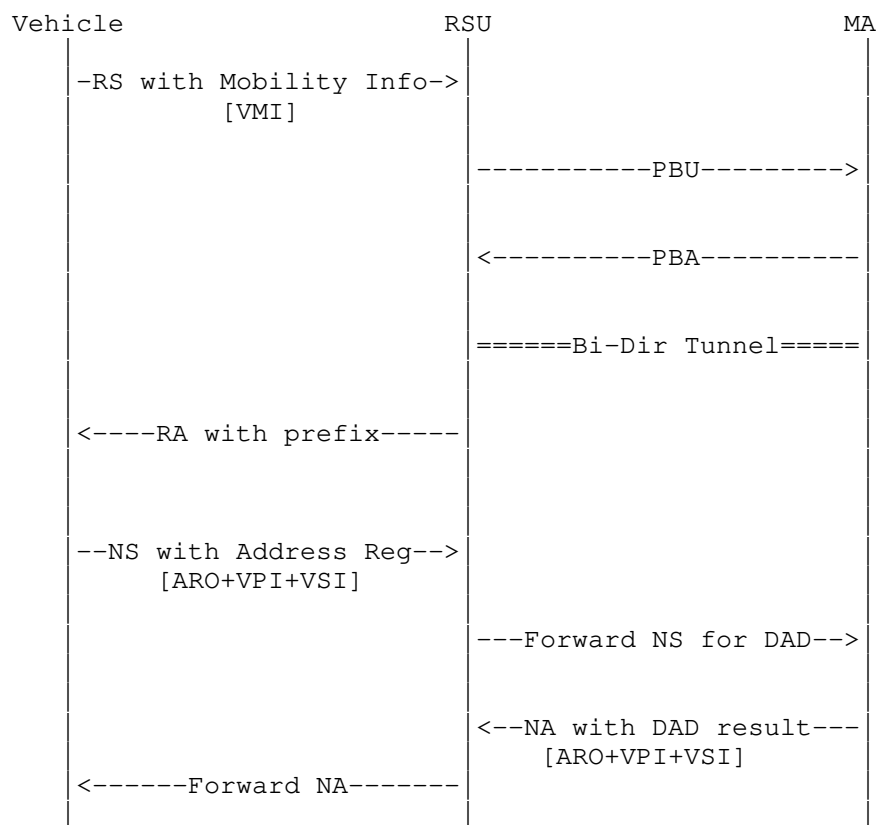 Vehicle RSU MA
-RS with Mobility Info->
[VMI]
-----------PBU--------->
<----------PBA----------
======Bi-Dir Tunnel=====
<----RA with prefix-----
--NS with Address Reg-->
[ARO+VPI+VSI]
---Forward NS for DAD-->
<--NA with DAD result---
[ARO+VPI+VSI]
<------Forward NA-------